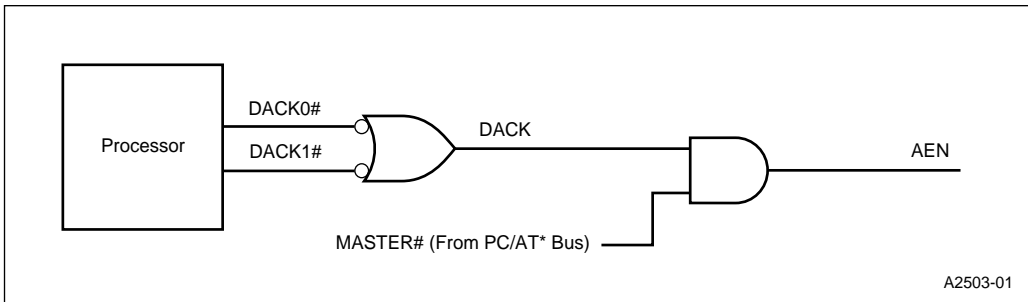 DACK0#
Processor
DACK1#
DACK
AEN
MASTER# (From PC/AT* Bus)
A2503-01